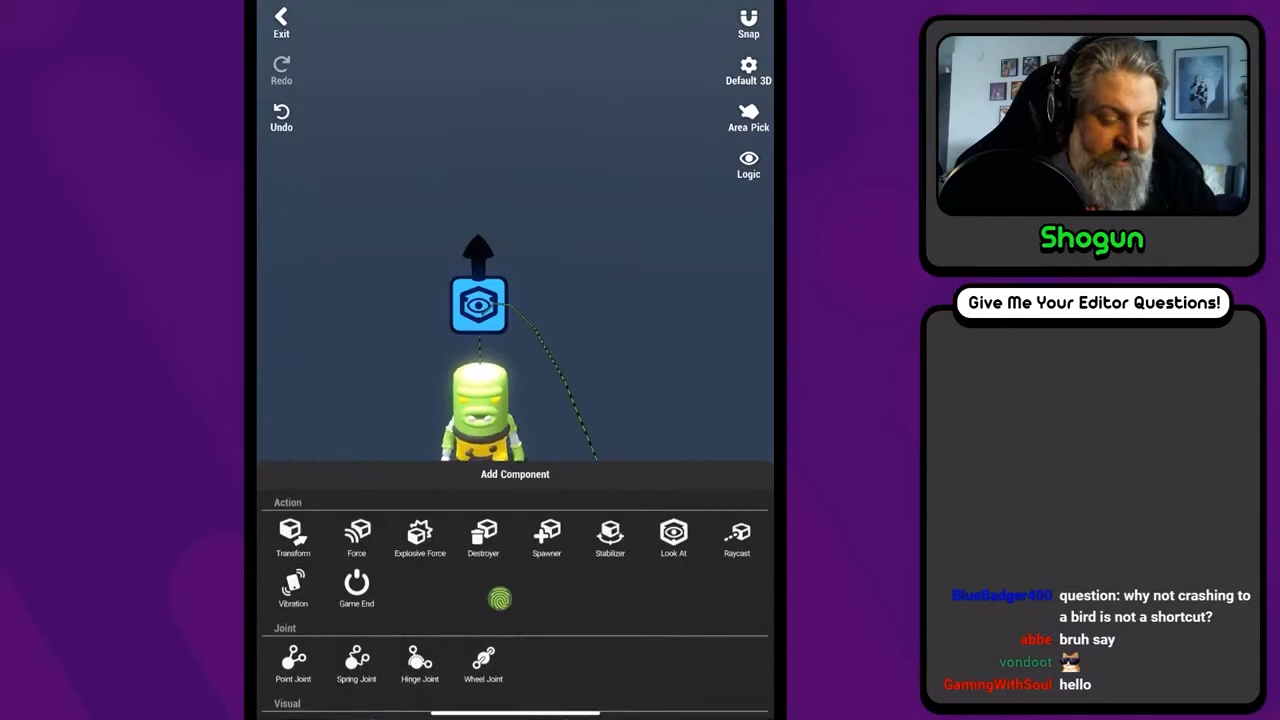 Exit
Redo
Undo
Snap
Default 3D
Area Pick
Logic
Add Component
Action
Transform
Force
Explosive Force
Destroyer
Spawner
Stabilizer
Look At
Raycast
Vibration
Game End
Joint
Point Joint
Spring Joint
Hinge Joint
Wheel Joint
Visual
Shogun
Give Me Your Editor Questions!
BlueBadger400 question: why not crashing to
a bird is not a shortcut?
abbe bruh say
vondoot
GamingWithSoul hello